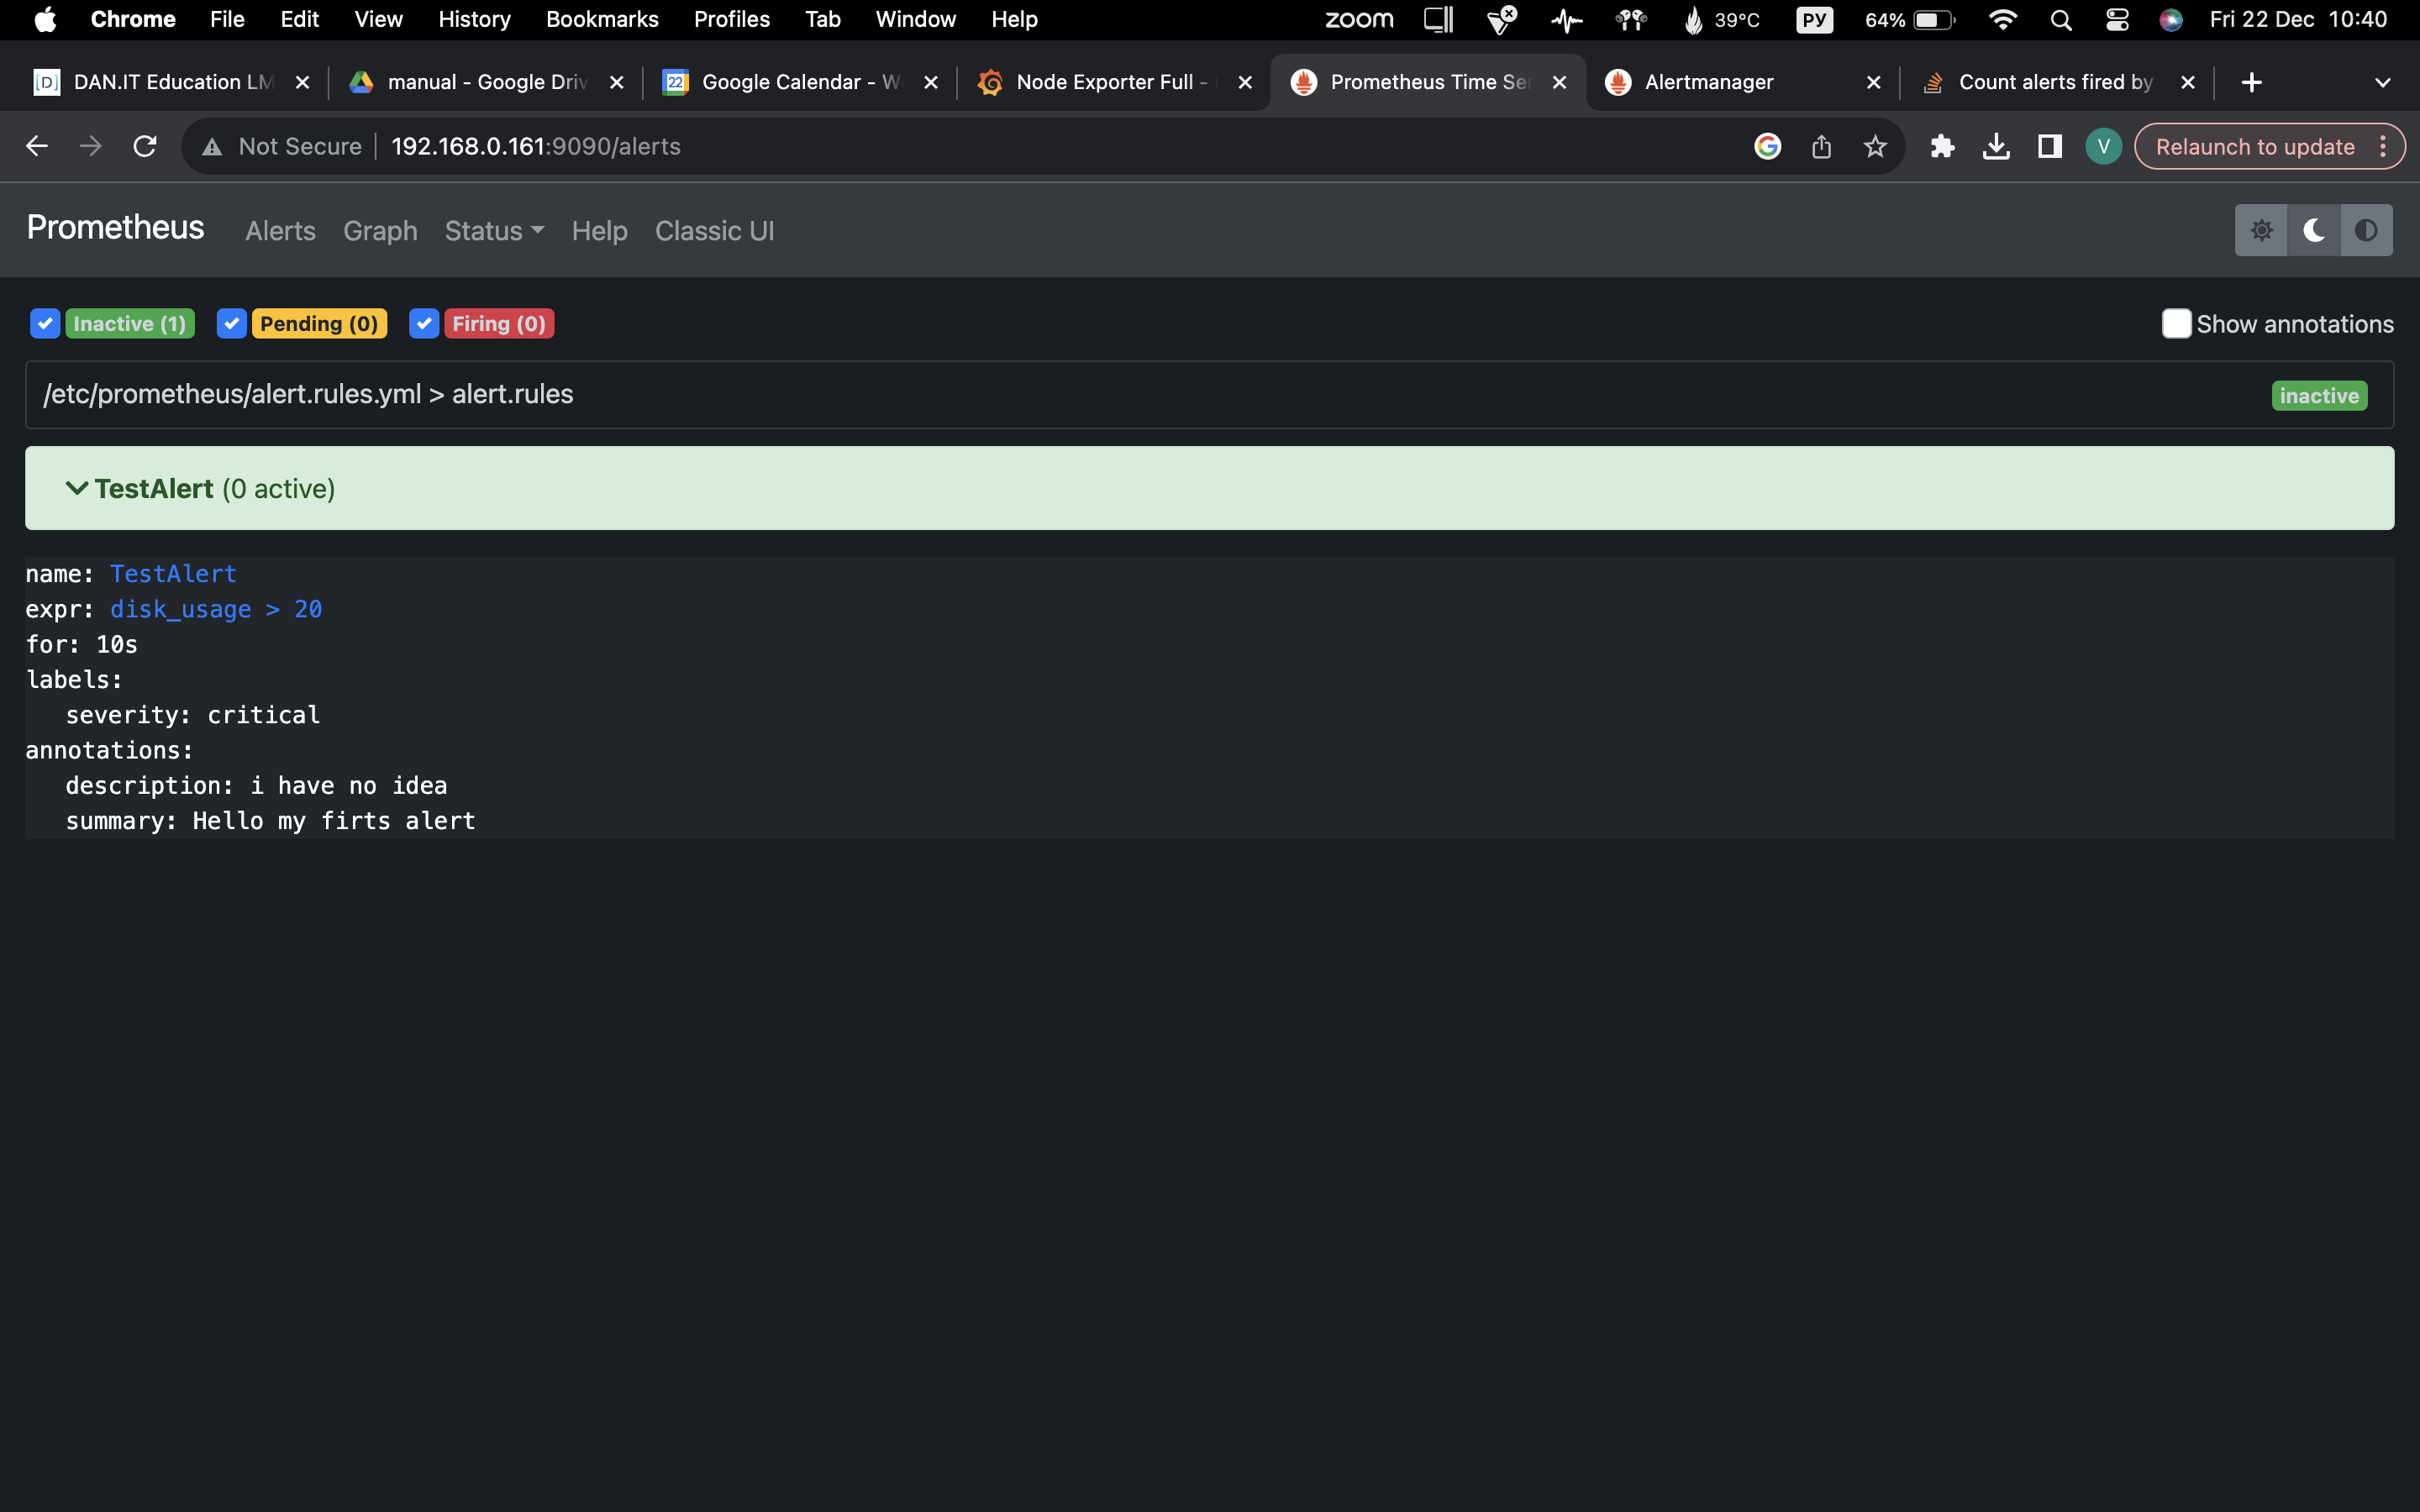 Chrome File Edit View History Bookmarks Profiles Tab Window Help zoom 39°C РУ 64% Fri 22 Dec 10:40
[D] DAN.IT Education LM manual - Google Driv 22 Google Calendar - W Node Exporter Full - Prometheus Time Ser Alertmanager Count alerts fired by
Not Secure 192.168.0.161:9090/alerts V Relaunch to update
Prometheus Alerts Graph Status Help Classic UI
Inactive (1) Pending (0) Firing (0) Show annotations
/etc/prometheus/alert.rules.yml > alert.rules inactive
TestAlert (0 active)
name: TestAlert
expr: disk_usage > 20
for: 10s
labels:
severity: critical
annotations:
description: i have no idea
summary: Hello my firts alert